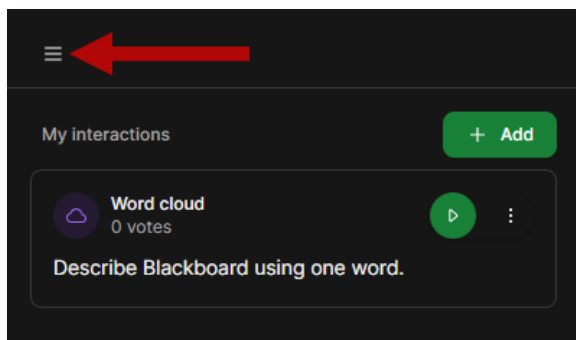 My interactions
+ Add
Word cloud
0 votes
Describe Blackboard using one word.